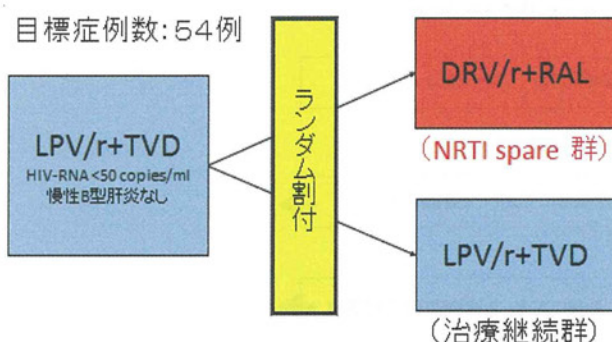 目標症例数:54例
LPV/r+TVD
HIV-RNA <50 copies/ml
慢性B型肝炎なし
ランダム割付
DRV/r+RAL
(NRTI spare 群)
LPV/r+TVD
(治療継続群)